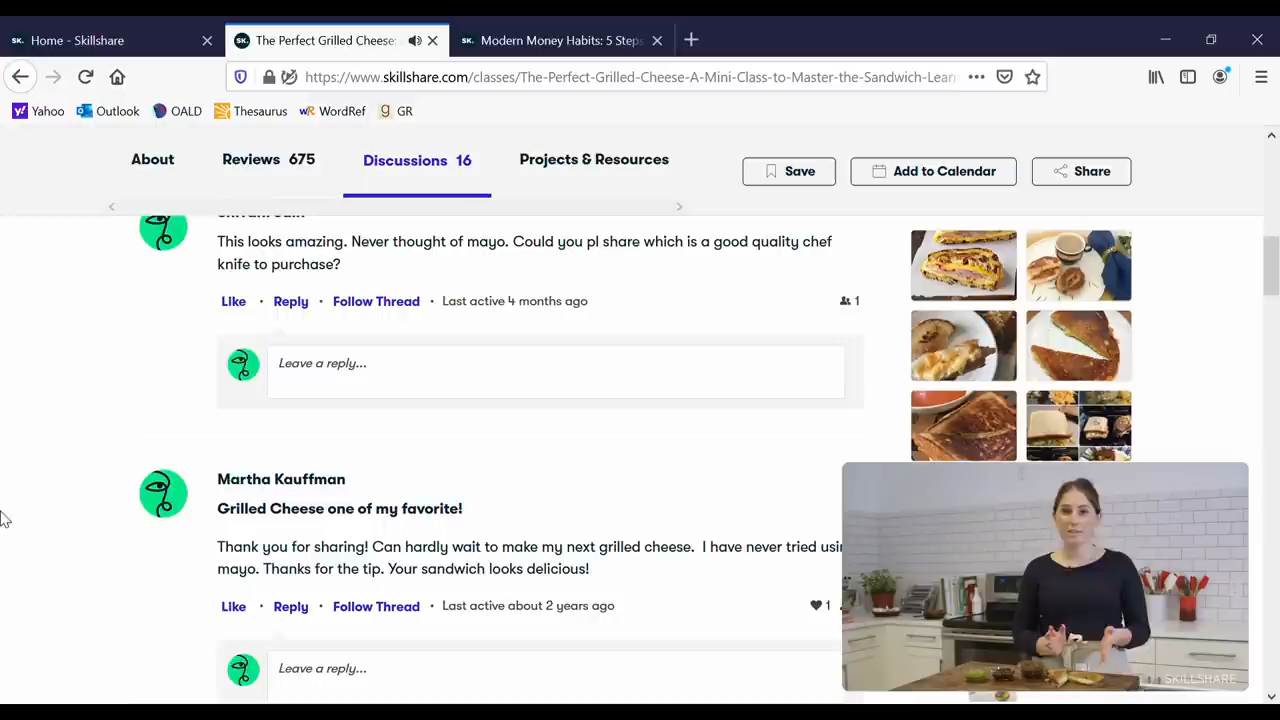 Home - Skillshare
The Perfect Grilled Cheese:
Modern Money Habits: 5 Steps
https://www.skillshare.com/classes/The-Perfect-Grilled-Cheese-A-Mini-Class-to-Master-the-Sandwich-Learn
Yahoo Outlook OALD Thesaurus WordRef GR
About Reviews 675 Discussions 16 Projects & Resources
Save Add to Calendar Share
This looks amazing. Never thought of mayo. Could you pl share which is a good quality chef
knife to purchase?
Like · Reply · Follow Thread · Last active 4 months ago 1
Leave a reply...
Martha Kauffman
Grilled Cheese one of my favorite!
Thank you for sharing! Can hardly wait to make my next grilled cheese. I have never tried usin
mayo. Thanks for the tip. Your sandwich looks delicious!
Like · Reply · Follow Thread · Last active about 2 years ago 1
Leave a reply...
SKILLSHARE